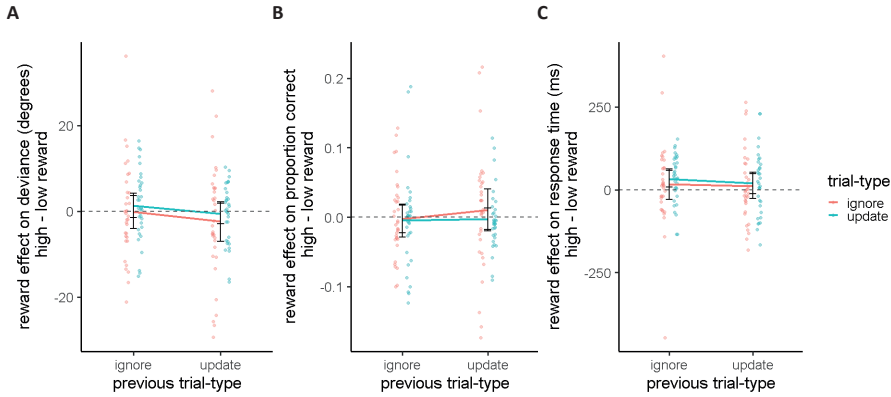 A
reward effect on deviance (degrees)
high - low reward
20
0
-20
ignore update
previous trial-type
B
reward effect on proportion correct
high - low reward
0.2
0.1
0.0
-0.1
ignore update
previous trial-type
C
reward effect on response time (ms)
high - low reward
250
0
-250
ignore update
previous trial-type
trial-type
ignore
update